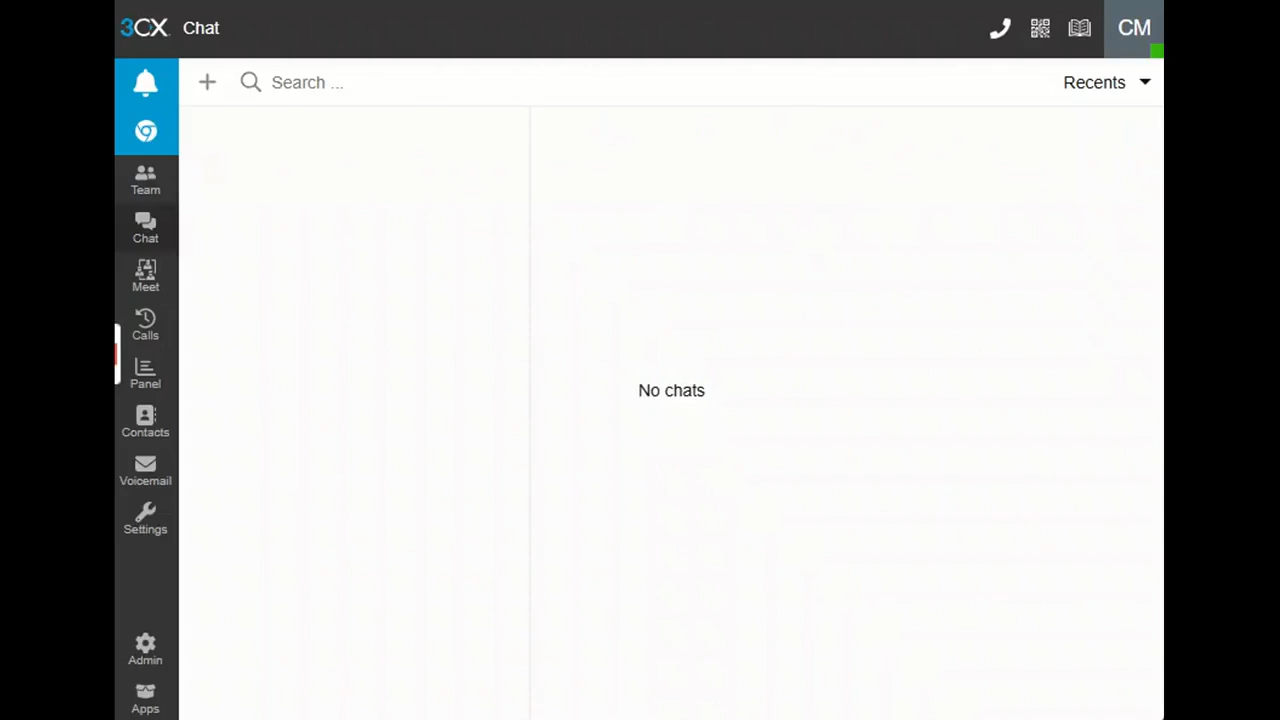 3CX Chat CM
Search ... Recents
Team
Chat
Meet
Calls
Panel
Contacts
Voicemail
Settings
Admin
Apps
No chats